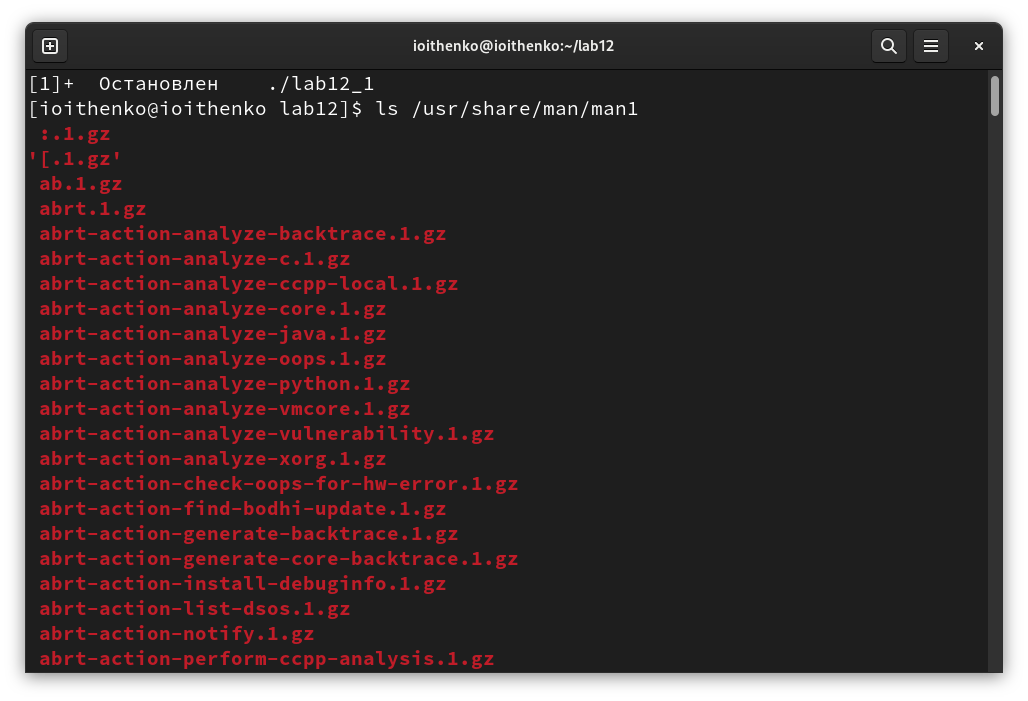 ioithenko@ioithenko:~/lab12
[1]+  Остановлен    ./lab12_1
[ioithenko@ioithenko lab12]$ ls /usr/share/man/man1
:.1.gz
'[.1.gz'
ab.1.gz
abrt.1.gz
abrt-action-analyze-backtrace.1.gz
abrt-action-analyze-c.1.gz
abrt-action-analyze-ccpp-local.1.gz
abrt-action-analyze-core.1.gz
abrt-action-analyze-java.1.gz
abrt-action-analyze-oops.1.gz
abrt-action-analyze-python.1.gz
abrt-action-analyze-vmcore.1.gz
abrt-action-analyze-vulnerability.1.gz
abrt-action-analyze-xorg.1.gz
abrt-action-check-oops-for-hw-error.1.gz
abrt-action-find-bodhi-update.1.gz
abrt-action-generate-backtrace.1.gz
abrt-action-generate-core-backtrace.1.gz
abrt-action-install-debuginfo.1.gz
abrt-action-list-dsos.1.gz
abrt-action-notify.1.gz
abrt-action-perform-ccpp-analysis.1.gz